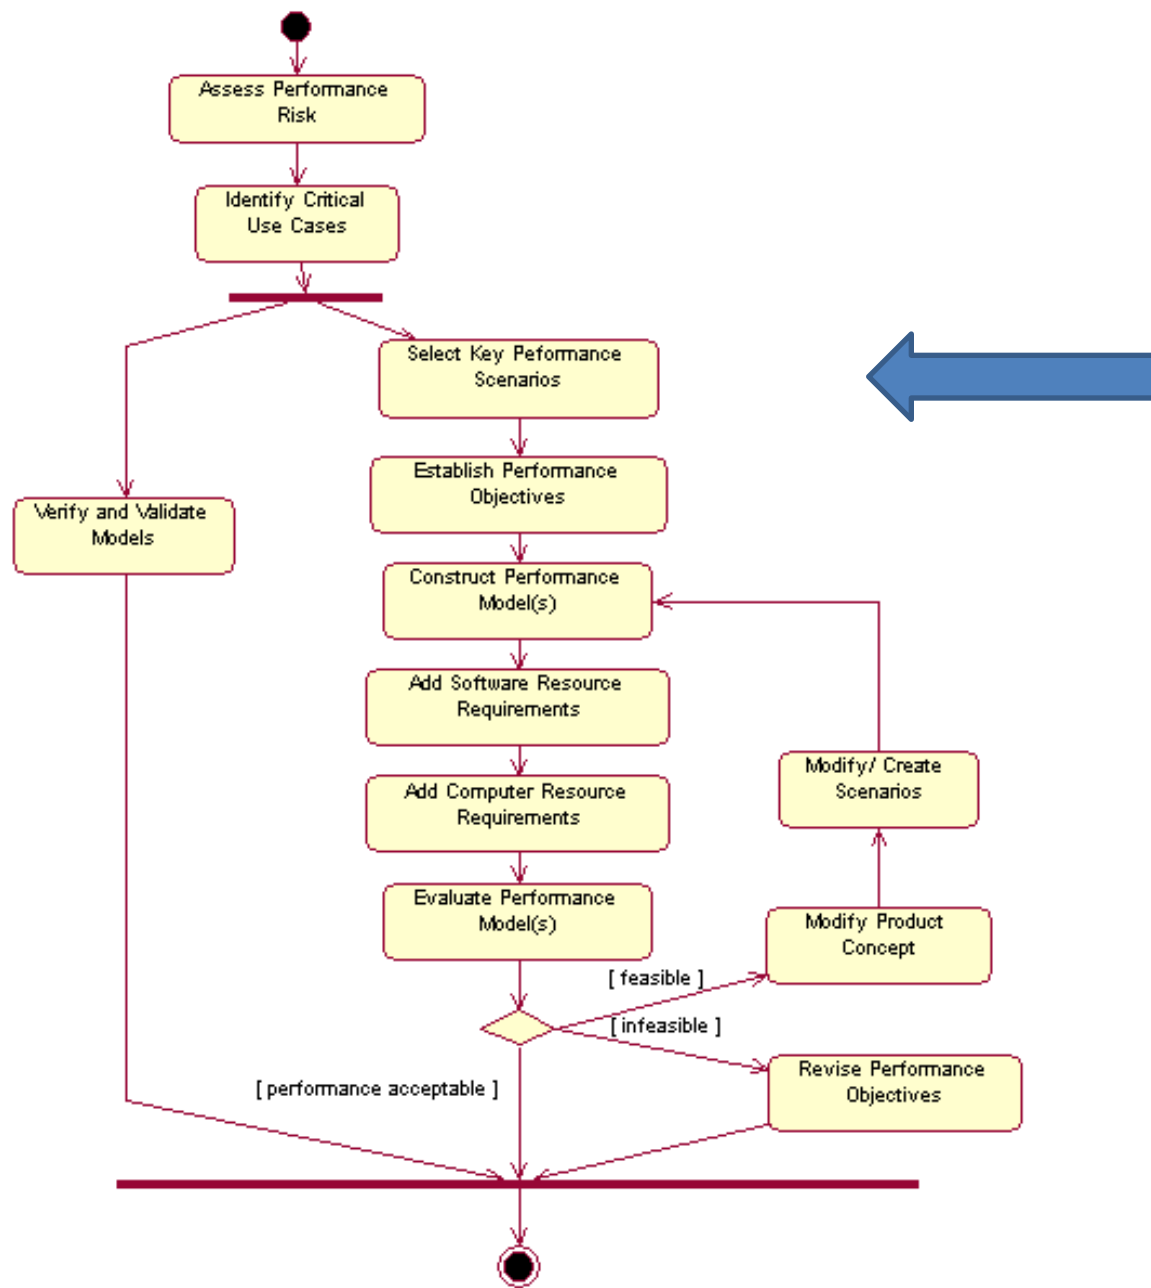 Assess Performance
Risk
Identify Critical
Use Cases
Select Key Peformance
Scenarios
Establish Performance
Objectives
Verify and Validate
Models
Construct Performance
Model(s)
Add Software Resource
Requirements
Modify/ Create
Scenarios
Add Computer Resource
Requirements
Evaluate Performance
Model(s)
Modify Product
Concept
[ feasible ]
[ infeasible ]
Revise Performance
Objectives
[ performance acceptable ]